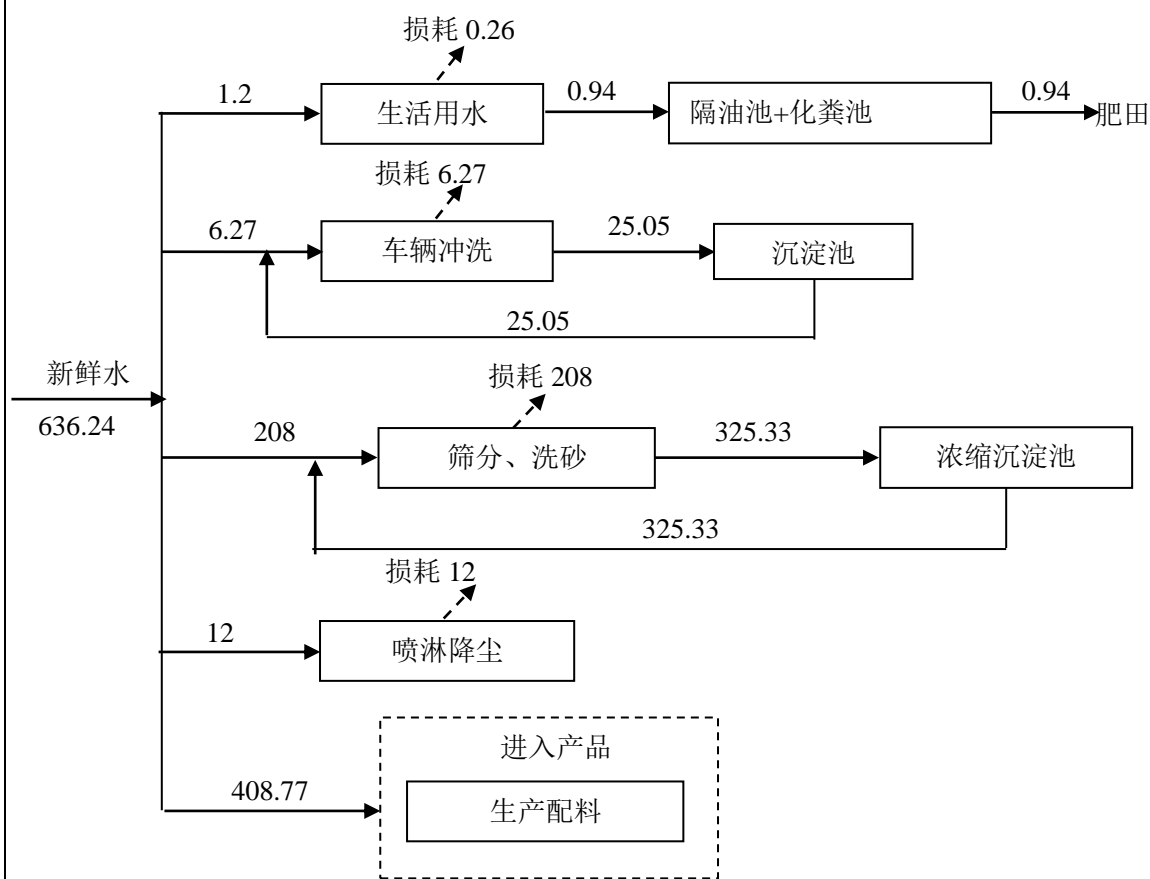 损耗 0.26
1.2
生活用水
0.94
隔油池+化粪池
0.94
肥田
损耗 6.27
6.27
车辆冲洗
25.05
沉淀池
25.05
新鲜水
636.24
损耗 208
208
筛分、洗砂
325.33
浓缩沉淀池
325.33
损耗 12
12
喷淋降尘
进入产品
408.77
生产配料